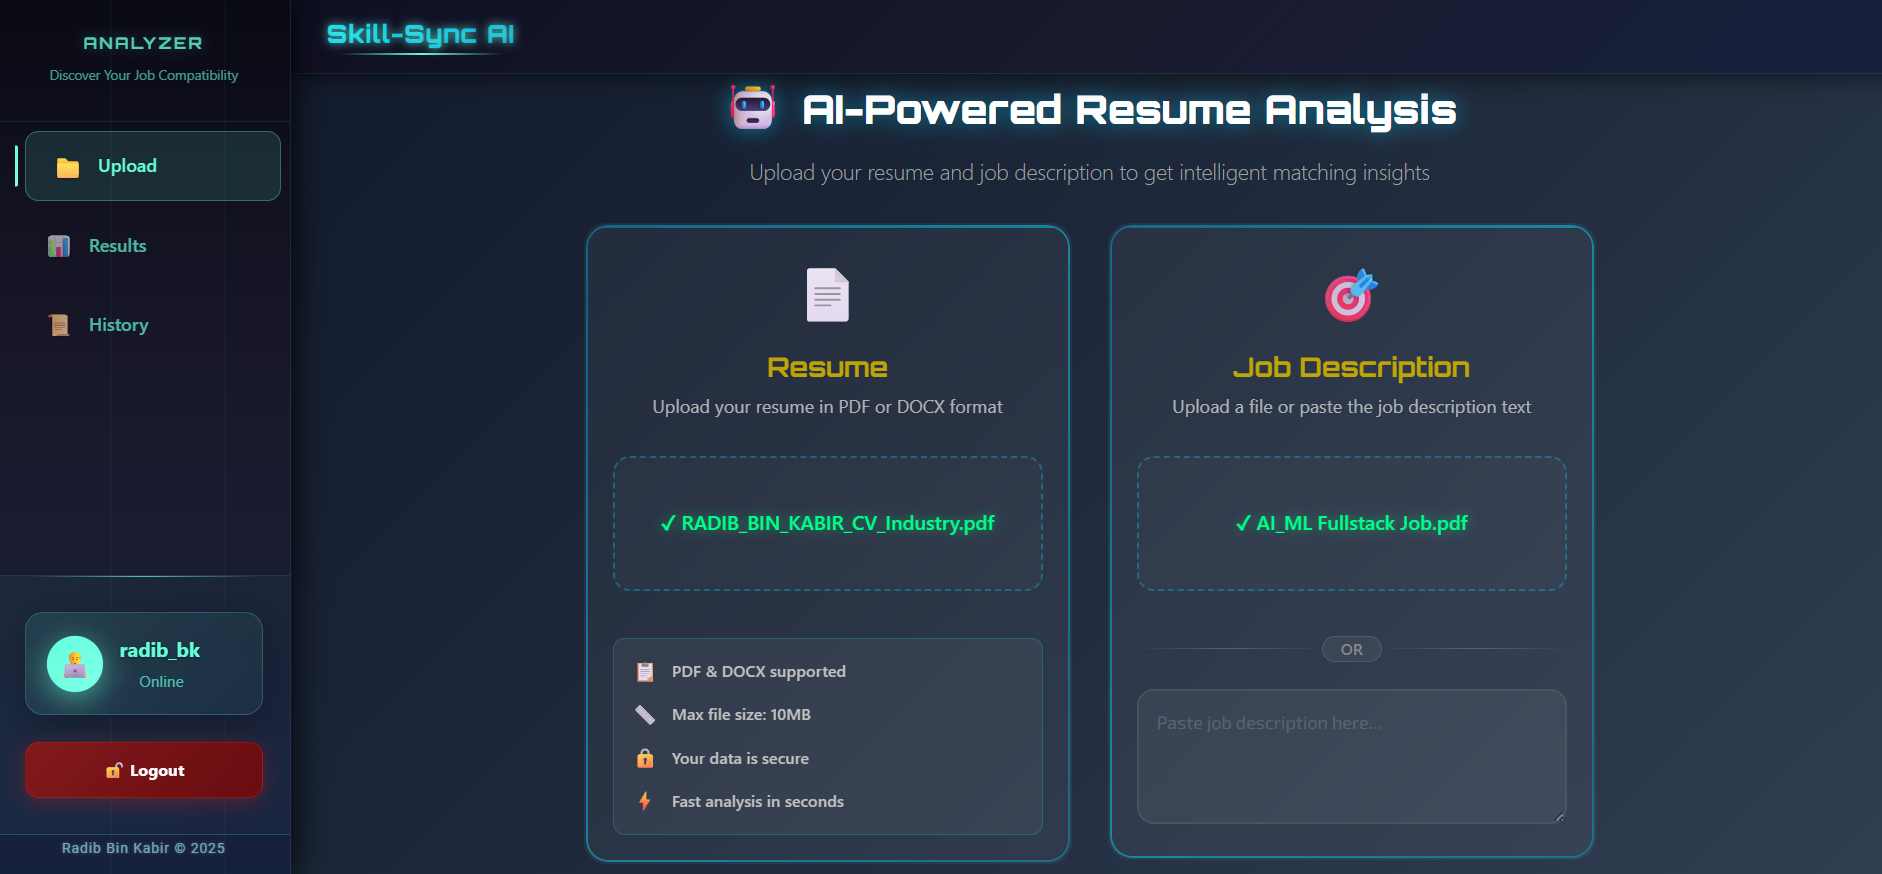 ANALYZER
Discover Your Job Compatibility
Upload
Results
History
radib_bk
Online
Logout
Radib Bin Kabir © 2025
Skill-Sync AI
AI-Powered Resume Analysis
Upload your resume and job description to get intelligent matching insights
Resume
Upload your resume in PDF or DOCX format
✓ RADIB_BIN_KABIR_CV_Industry.pdf
PDF & DOCX supported
Max file size: 10MB
Your data is secure
Fast analysis in seconds
Job Description
Upload a file or paste the job description text
✓ AI_ML Fullstack Job.pdf
OR
Paste job description here...